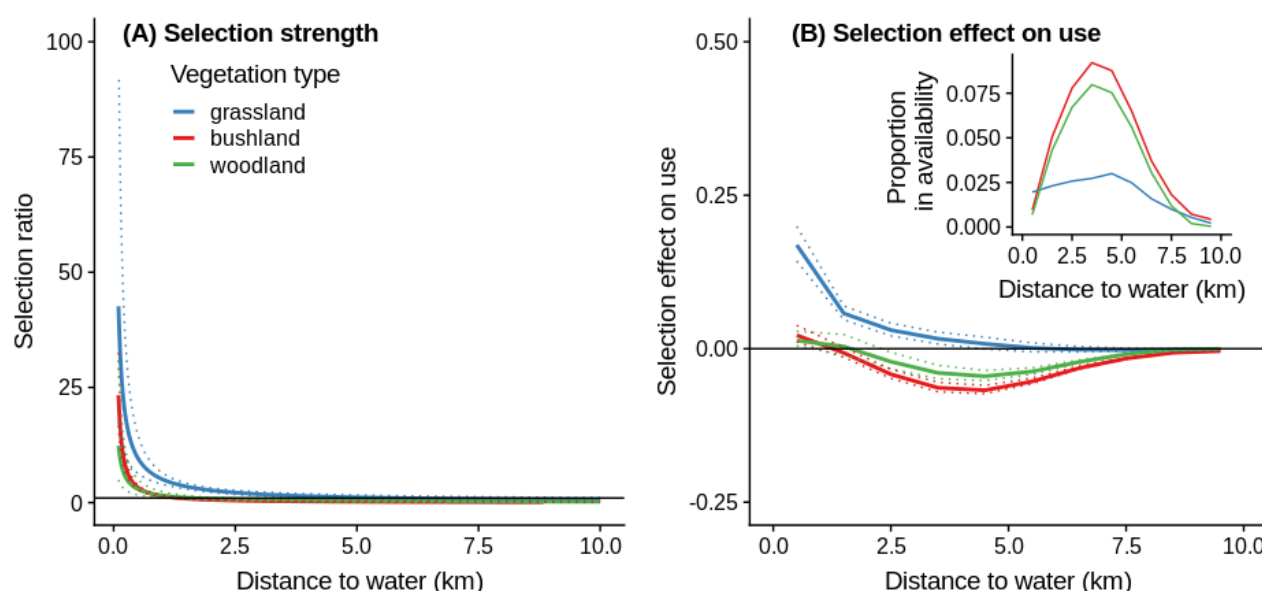 (A) Selection strength
Vegetation type
grassland
bushland
woodland
Selection ratio
100
75
50
25
0
0.0 2.5 5.0 7.5 10.0
Distance to water (km)
(B) Selection effect on use
Selection effect on use
0.50
0.25
0.00
-0.25
0.0 2.5 5.0 7.5 10.0
Distance to water (km)
Proportion
in availability
0.075
0.050
0.025
0.000
0.0 2.5 5.0 7.5 10.0
Distance to water (km)